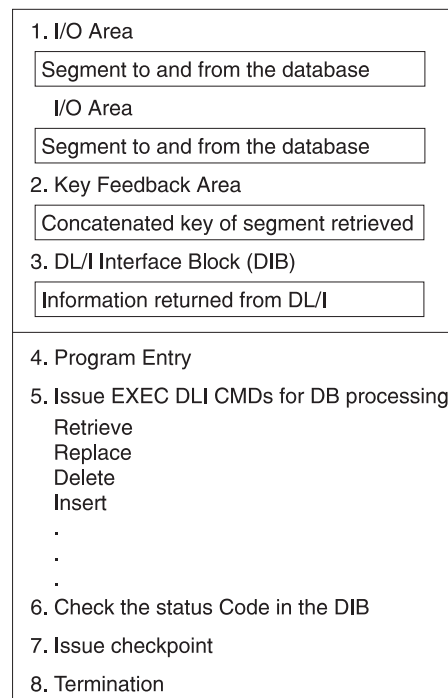 1. I/O Area
Segment to and from the database
I/O Area
Segment to and from the database
2. Key Feedback Area
Concatenated key of segment retrieved
3. DL/I Interface Block (DIB)
Information returned from DL/I
4. Program Entry
5. Issue EXEC DLI CMDs for DB processing
Retrieve
Replace
Delete
Insert
.
.
.
6. Check the status Code in the DIB
7. Issue checkpoint
8. Termination